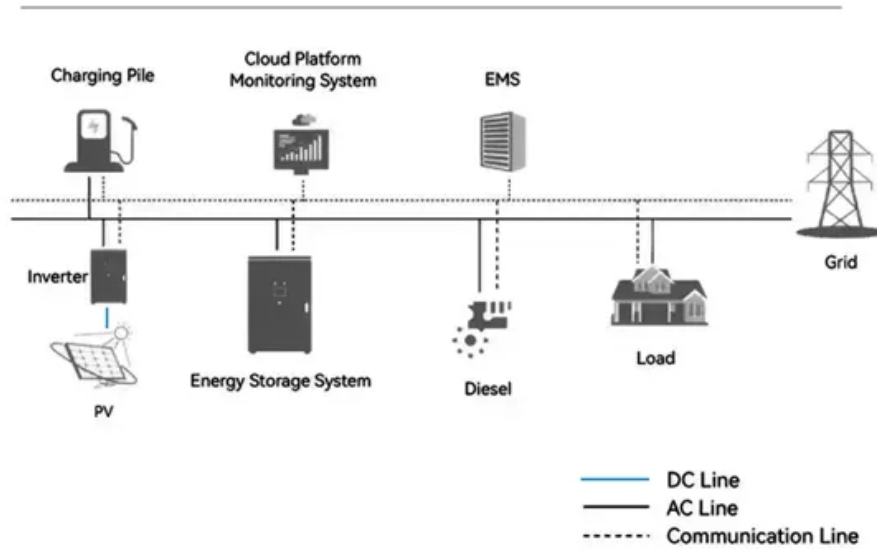 Charging Pile
Cloud Platform
Monitoring System
EMS
Grid
Inverter
PV
Energy Storage System
Diesel
Load
DC Line
AC Line
Communication Line